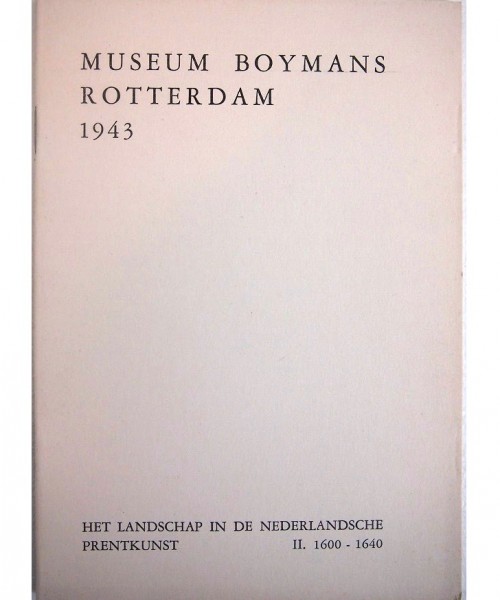 MUSEUM BOYMANS
ROTTERDAM
1943
HET LANDSCHAP IN DE NEDERLANDSCHE
PRENTKUNST II. 1600 - 1640